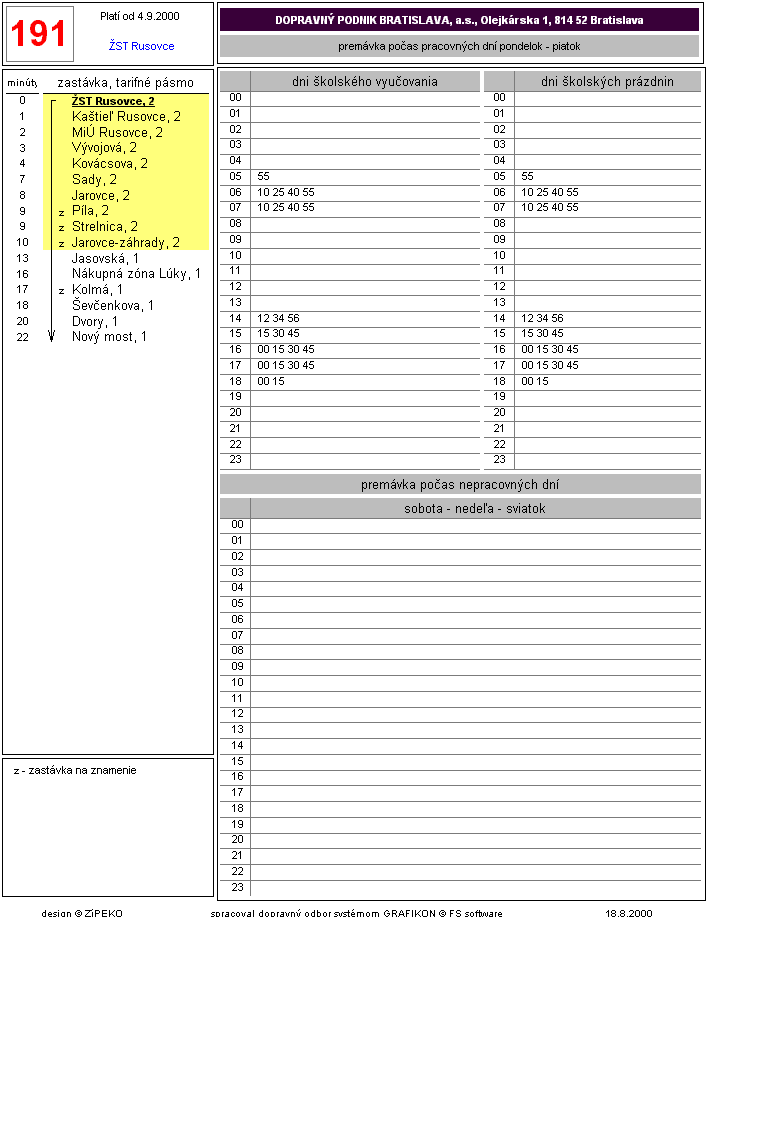 191
Platí od 4.9.2000
ŽST Rusovce
DOPRAVNÝ PODNIK BRATISLAVA, a.s., Olejkárska 1, 814 52 Bratislava
premávka počas pracovných dní pondelok - piatok
minúty zastávka, tarifné pásmo
0 ŽST Rusovce, 2
1 Kaštieľ Rusovce, 2
2 MiÚ Rusovce, 2
3 Vývojová, 2
4 Kovácsova, 2
7 Sady, 2
8 Jarovce, 2
9 z Píla, 2
9 z Strelnica, 2
10 z Jarovce-záhrady, 2
13 Jasovská, 1
16 Nákupná zóna Lúky, 1
17 z Kolmá, 1
18 Ševčenkova, 1
20 Dvory, 1
22 Nový most, 1
z - zastávka na znamenie
dni školského vyučovania dni školských prázdnin
00 00
01 01
02 02
03 03
04 04
05 55 05 55
06 10 25 40 55 06 10 25 40 55
07 10 25 40 55 07 10 25 40 55
08 08
09 09
10 10
11 11
12 12
13 13
14 12 34 56 14 12 34 56
15 15 30 45 15 15 30 45
16 00 15 30 45 16 00 15 30 45
17 00 15 30 45 17 00 15 30 45
18 00 15 18 00 15
19 19
20 20
21 21
22 22
23 23
premávka počas nepracovných dní
sobota - nedeľa - sviatok
00
01
02
03
04
05
06
07
08
09
10
11
12
13
14
15
16
17
18
19
20
21
22
23
design © ZiPEKO spracoval dopravný odbor systémom GRAFIKON © FS software 18.8.2000